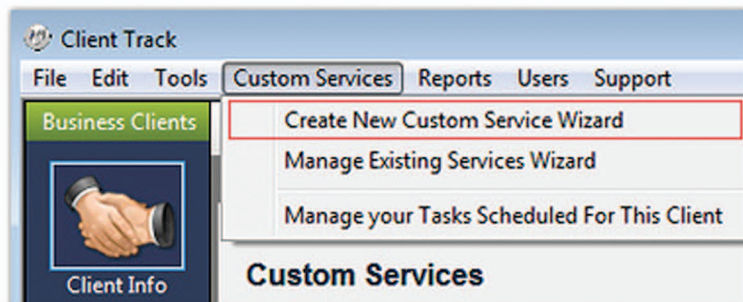 Client Track
File Edit Tools Custom Services Reports Users Support
Business Clients
Create New Custom Service Wizard
Manage Existing Services Wizard
Manage your Tasks Scheduled For This Client
Client Info
Custom Services